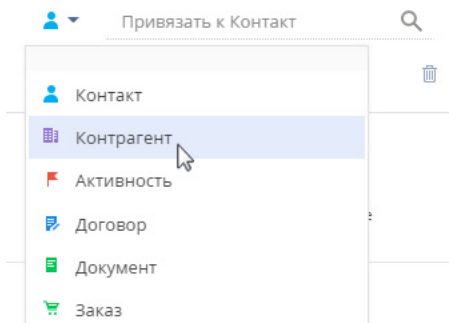 Привязать к Контакт
Контакт
Контрагент
Активность
Договор
Документ
Заказ